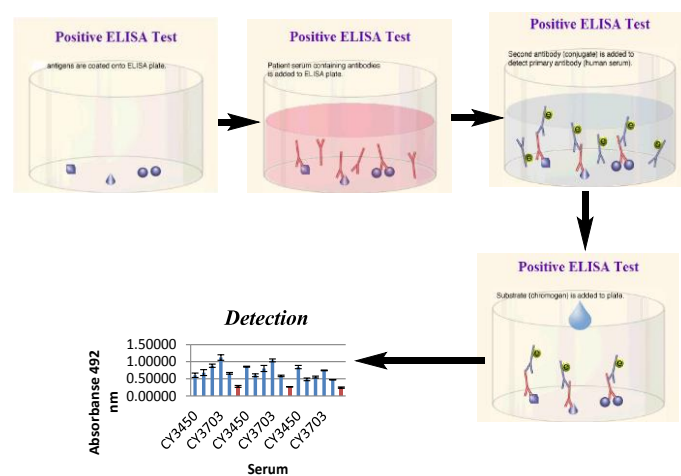 Positive ELISA Test
antigens are coated onto ELISA plate.
Positive ELISA Test
Patient serum containing antibodies
is added to ELISA plate.
Positive ELISA Test
Second antibody (conjugate) is added to
detect primary antibody (human serum).
Positive ELISA Test
Substrate (chromogen) is added to plate.
Detection
Absorbanse 492
nm
1.50000
1.00000
0.50000
0.00000
CY3450
CY3703
CY3450
CY3703
CY3450
CY3703
Serum